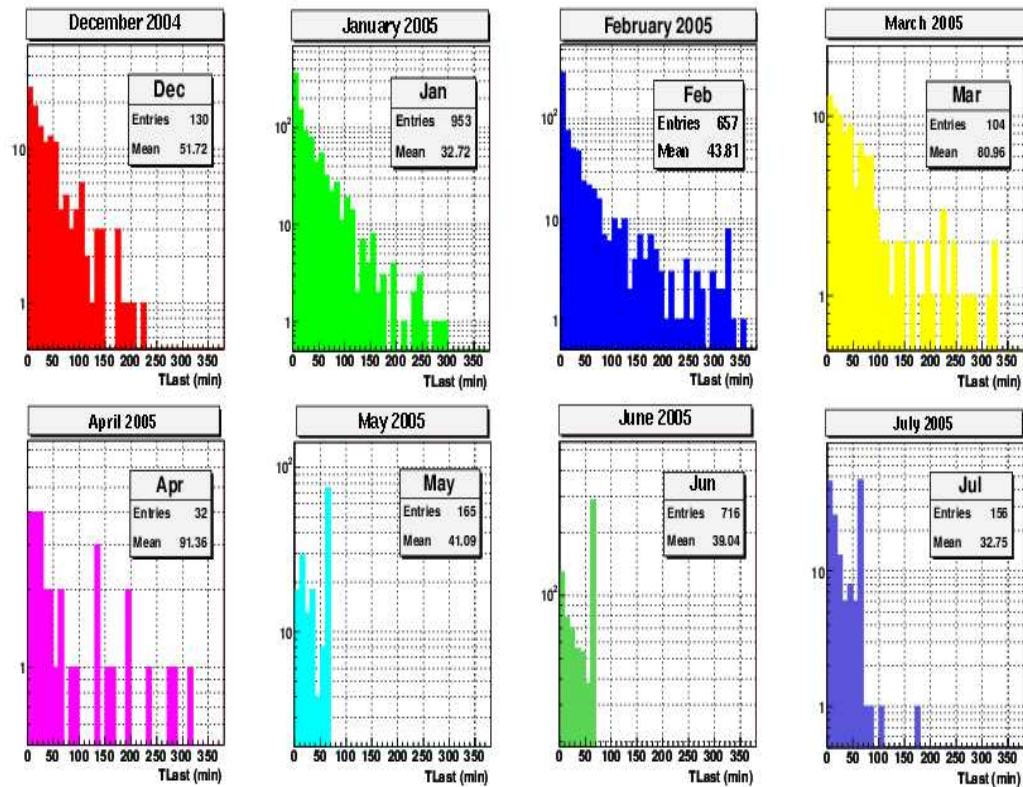 December 2004
Dec
Entries 130
Mean 51.72
10
1
0 50 100 150 200 250 300 350
TLast (min)
January 2005
Jan
Entries 953
Mean 32.72
10²
10
1
0 50 100 150 200 250 300 350
TLast (min)
February 2005
Feb
Entries 657
Mean 43.81
10²
10
1
0 50 100 150 200 250 300 350
TLast (min)
March 2005
Mar
Entries 104
Mean 80.96
10
1
0 50 100 150 200 250 300 350
TLast (min)
April 2005
Apr
Entries 32
Mean 91.36
1
0 50 100 150 200 250 300 350
TLast (min)
May 2005
May
Entries 165
Mean 41.09
10²
10
0 50 100 150 200 250 300 350
TLast (min)
June 2005
Jun
Entries 716
Mean 39.04
10²
0 50 100 150 200 250 300 350
TLast (min)
July 2005
Jul
Entries 156
Mean 32.75
10
1
0 50 100 150 200 250 300 350
TLast (min)